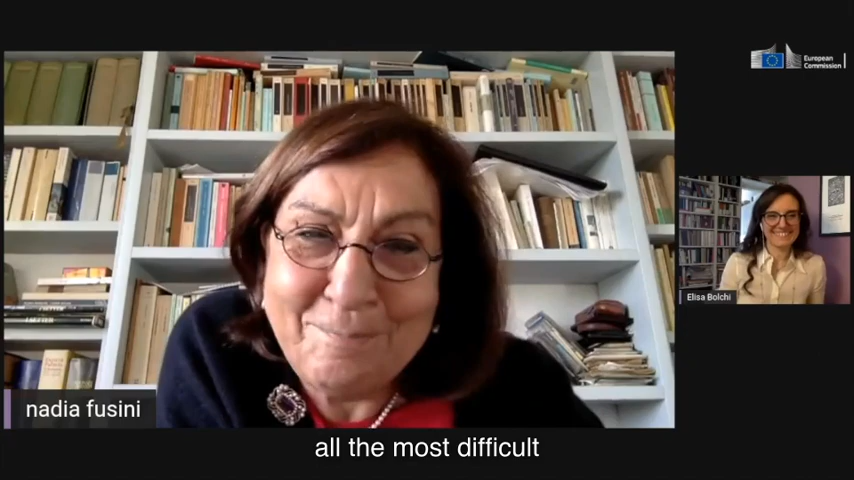 European
Commission
Elisa Bolchi
nadia fusini
all the most difficult